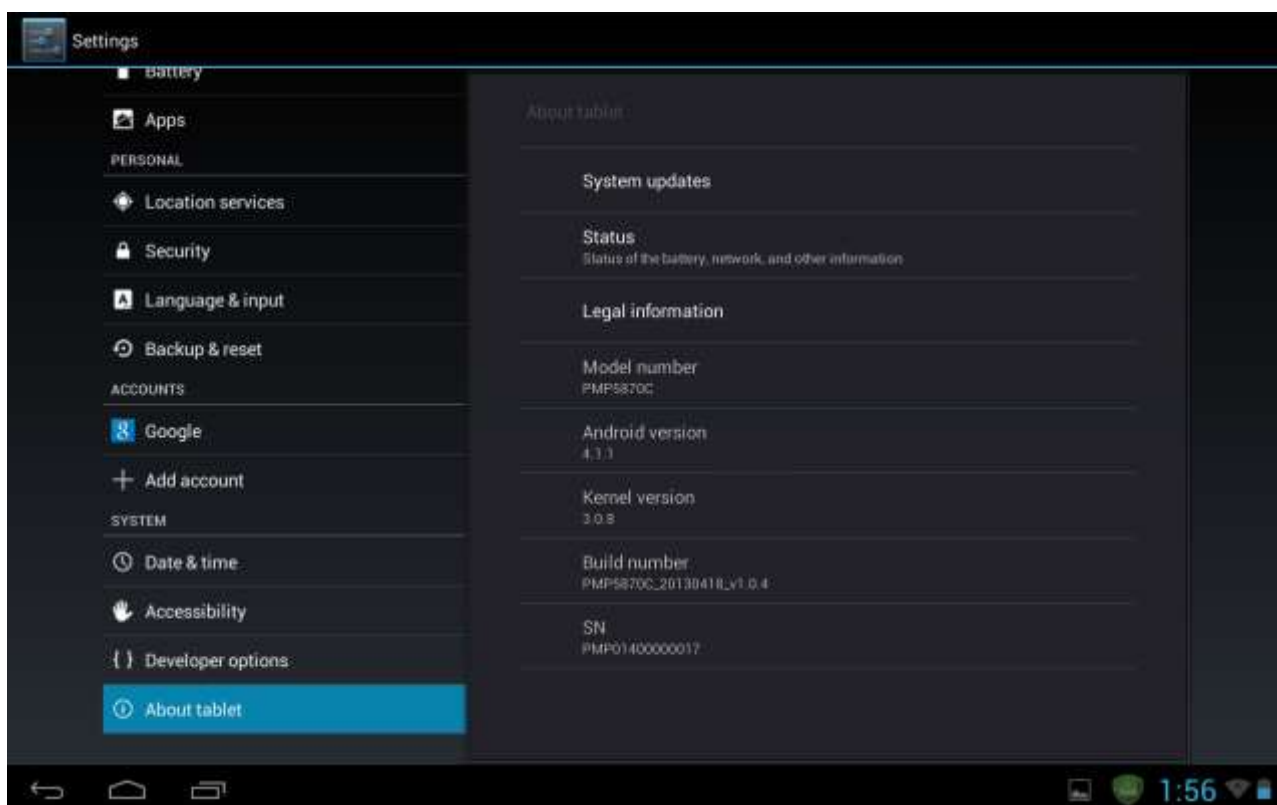 Settings
Battery
Apps
PERSONAL
Location services
Security
Language & input
Backup & reset
ACCOUNTS
Google
Add account
SYSTEM
Date & time
Accessibility
Developer options
About tablet
About tablet
System updates
Status
Status of the battery, network, and other information
Legal information
Model number
PMP5870C
Android version
4.1.1
Kernel version
3.0.8
Build number
PMP5870C_20130418_v1.0.4
SN
PMP01400000017
1:56